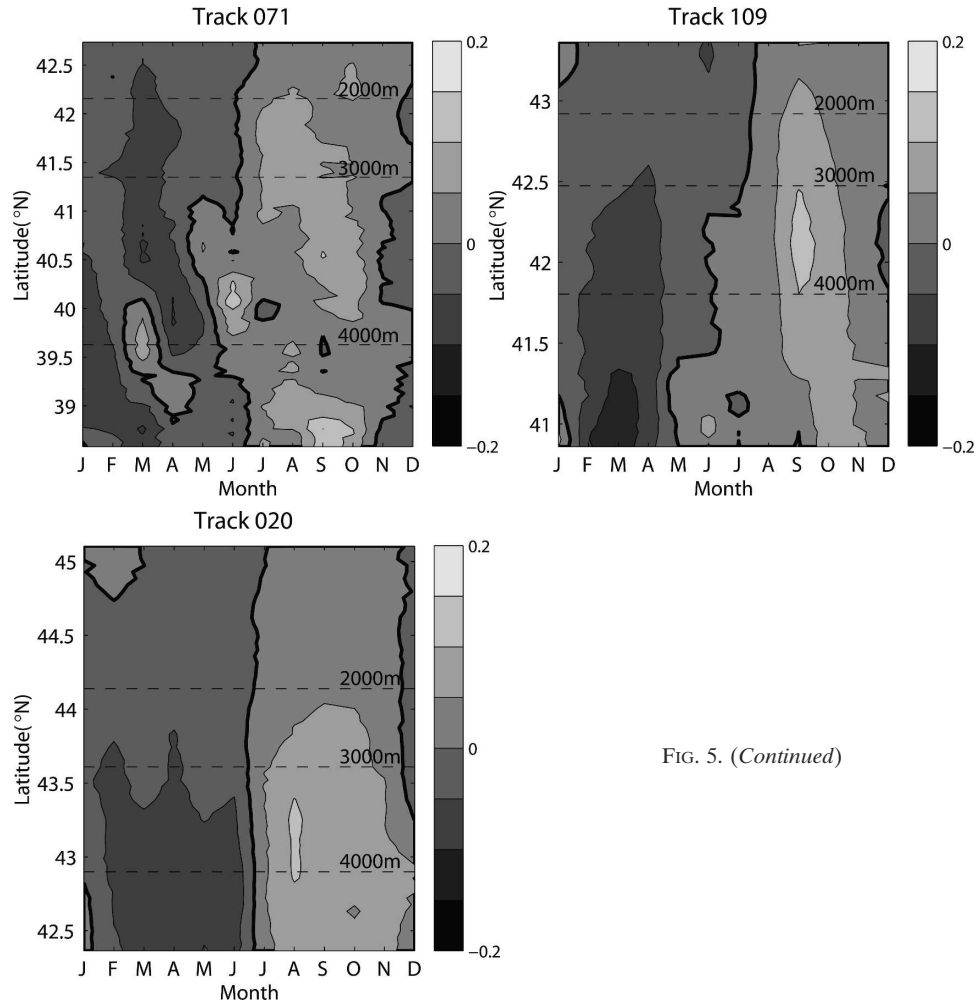 Track 071
42.5
42
41.5
41
40.5
40
39.5
39
Latitude(°N)
2000m
3000m
4000m
J F M A M J J A S O N D
Month
0.2
0
−0.2
Track 109
43
42.5
42
41.5
41
Latitude(°N)
2000m
3000m
4000m
J F M A M J J A S O N D
Month
0.2
0
−0.2
Track 020
45
44.5
44
43.5
43
42.5
Latitude(°N)
2000m
3000m
4000m
J F M A M J J A S O N D
Month
0.2
0
−0.2
FIG. 5. (Continued)